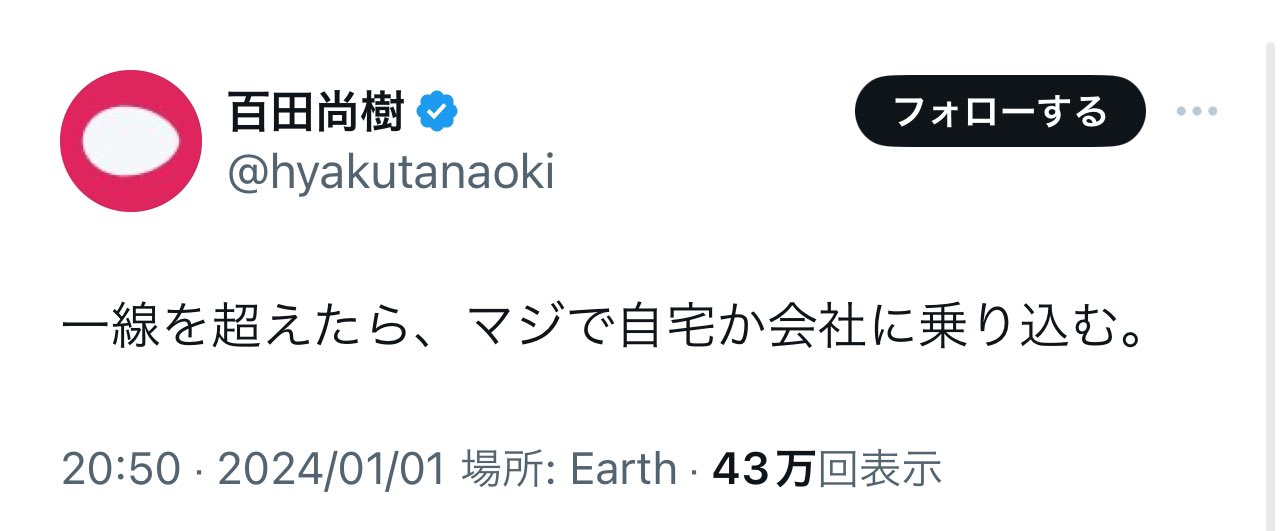 百田尚樹
フォローする
@hyakutanaoki
一線を超えたら、マジで自宅か会社に乗り込む。
20:50 · 2024/01/01 場所: Earth · 43万回表示